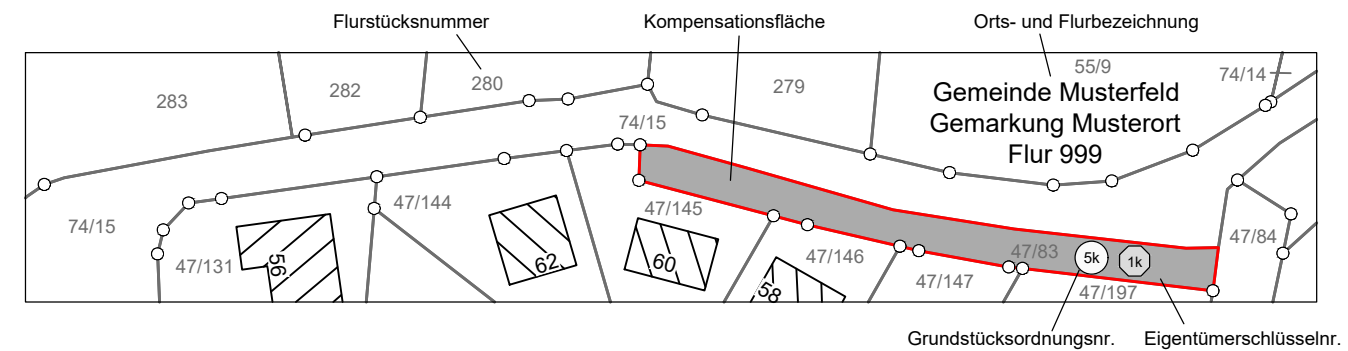 Flurstücksnummer
Kompensationsfläche
Orts- und Flurbezeichnung
283
282
280
279
55/9
74/14
Gemeinde Musterfeld
Gemarkung Musterort
Flur 999
74/15
74/15
47/144
47/145
47/131
56
62
60
58
47/146
47/147
47/83
5k
1k
47/84
47/197
Grundstücksordnungsnr.
Eigentümerschlüsselnr.